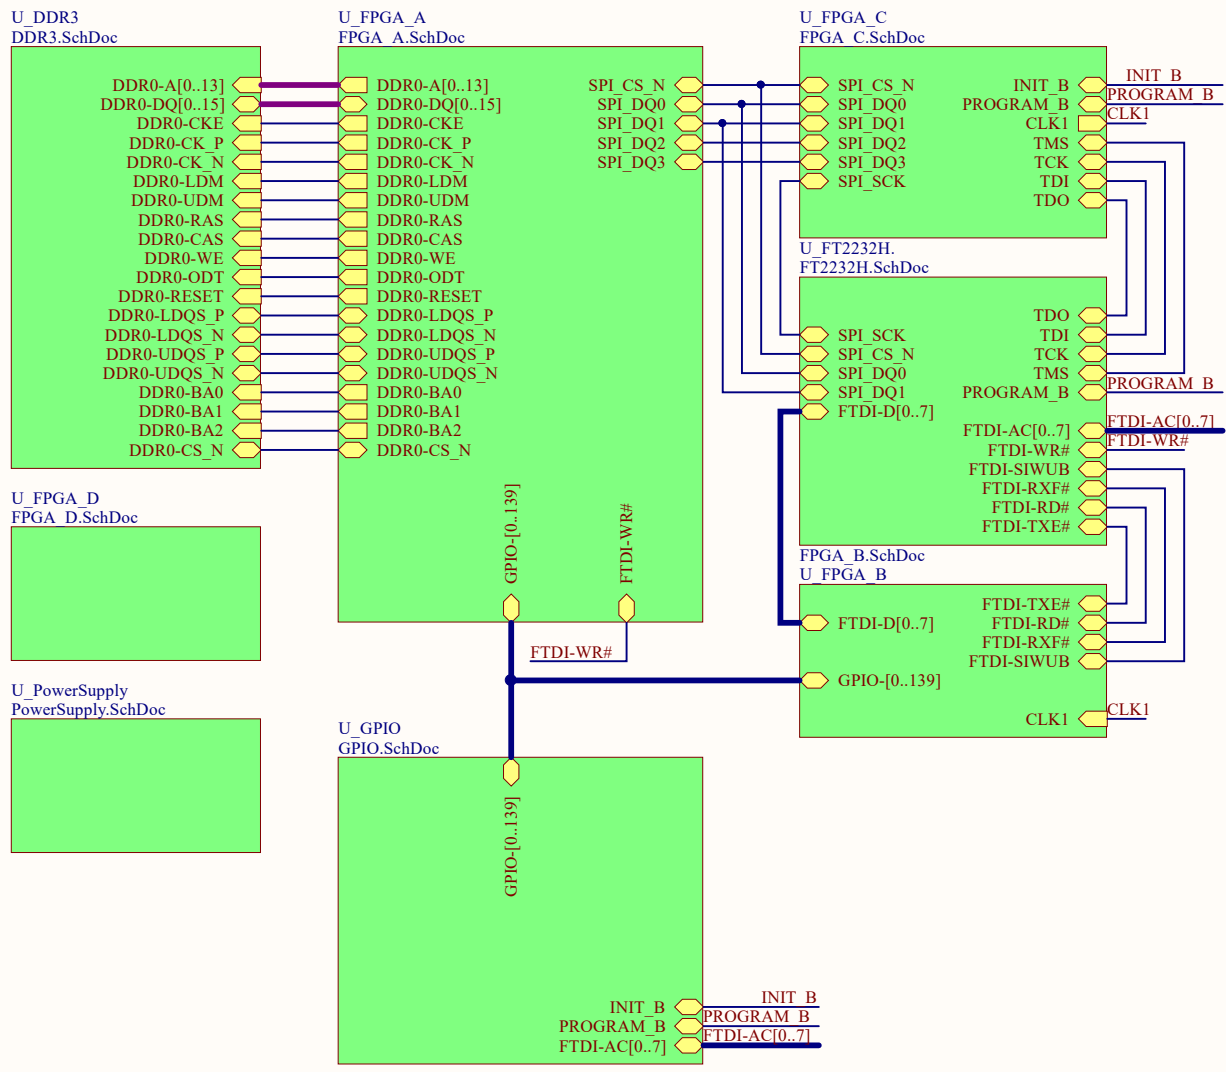 U_DDR3
DDR3.SchDoc
DDR0-A[0..13]
DDR0-DQ[0..15]
DDR0-CKE
DDR0-CK_P
DDR0-CK_N
DDR0-LDM
DDR0-UDM
DDR0-RAS
DDR0-CAS
DDR0-WE
DDR0-ODT
DDR0-RESET
DDR0-LDQS_P
DDR0-LDQS_N
DDR0-UDQS_P
DDR0-UDQS_N
DDR0-BA0
DDR0-BA1
DDR0-BA2
DDR0-CS_N
U_FPGA_D
FPGA_D.SchDoc
U_PowerSupply
PowerSupply.SchDoc
U_FPGA_A
FPGA_A.SchDoc
DDR0-A[0..13]
DDR0-DQ[0..15]
DDR0-CKE
DDR0-CK_P
DDR0-CK_N
DDR0-LDM
DDR0-UDM
DDR0-RAS
DDR0-CAS
DDR0-WE
DDR0-ODT
DDR0-RESET
DDR0-LDQS_P
DDR0-LDQS_N
DDR0-UDQS_P
DDR0-UDQS_N
DDR0-BA0
DDR0-BA1
DDR0-BA2
DDR0-CS_N
SPI_CS_N
SPI_DQ0
SPI_DQ1
SPI_DQ2
SPI_DQ3
GPIO-[0..139]
FTDI-WR#
FTDI-WR#
U_GPIO
GPIO.SchDoc
GPIO-[0..139]
INIT_B
PROGRAM_B
FTDI-AC[0..7]
INIT_B
PROGRAM_B
FTDI-AC[0..7]
U_FPGA_C
FPGA_C.SchDoc
SPI_CS_N
SPI_DQ0
SPI_DQ1
SPI_DQ2
SPI_DQ3
SPI_SCK
INIT_B
PROGRAM_B
CLK1
TMS
TCK
TDI
TDO
INIT_B
PROGRAM_B
CLK1
U_FT2232H.
FT2232H.SchDoc
SPI_SCK
SPI_CS_N
SPI_DQ0
SPI_DQ1
FTDI-D[0..7]
TDO
TDI
TCK
TMS
PROGRAM_B
FTDI-AC[0..7]
FTDI-WR#
FTDI-SIWUB
FTDI-RXF#
FTDI-RD#
FTDI-TXE#
PROGRAM_B
FTDI-AC[0..7]
FTDI-WR#
FPGA_B.SchDoc
U_FPGA_B
FTDI-D[0..7]
GPIO-[0..139]
FTDI-TXE#
FTDI-RD#
FTDI-RXF#
FTDI-SIWUB
CLK1
CLK1